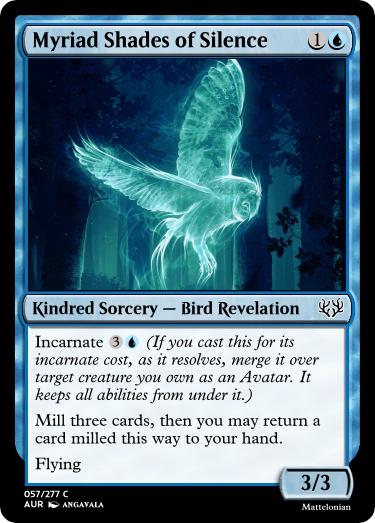 Myriad Shades of Silence 1
Kindred Sorcery — Bird Revelation
Incarnate 3 (If you cast this for its
incarnate cost, as it resolves, merge it over
target creature you own as an Avatar. It
keeps all abilities from under it.)
Mill three cards, then you may return a
card milled this way to your hand.
Flying
3/3
057/277 C
AUR ANGAVALA
Mattelonian